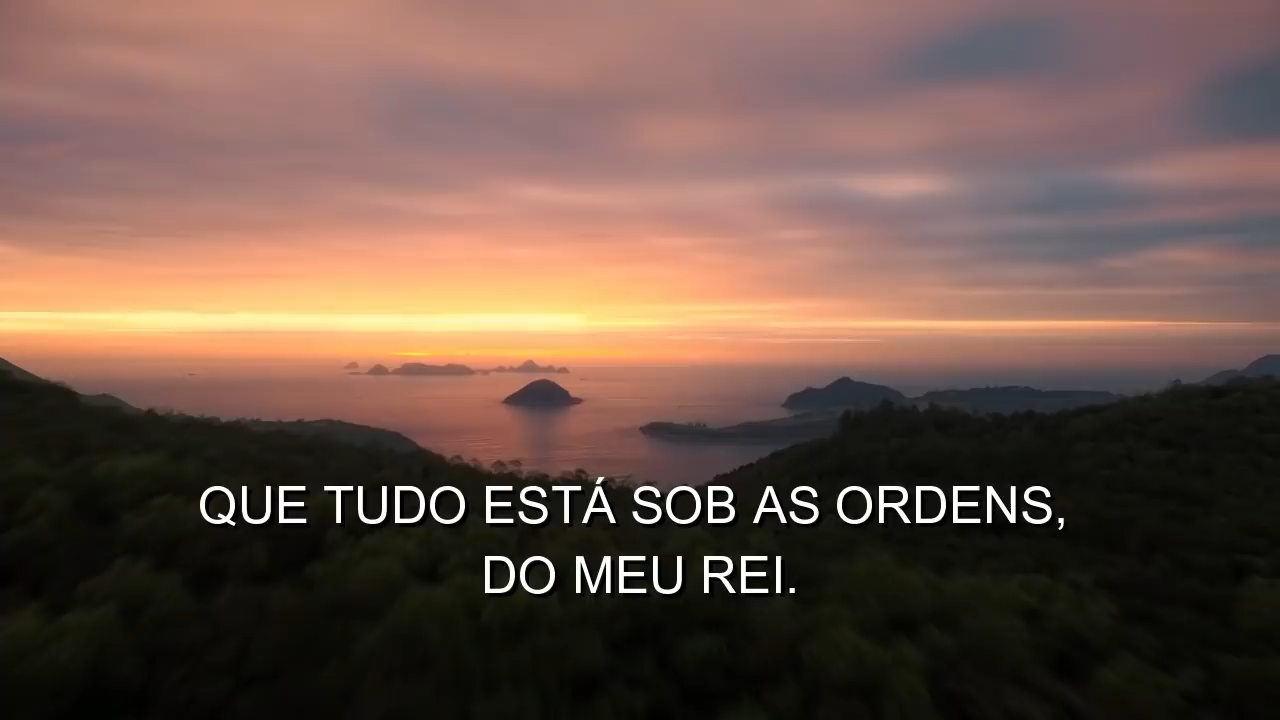 QUE TUDO ESTÁ SOB AS ORDENS,
DO MEU REI.